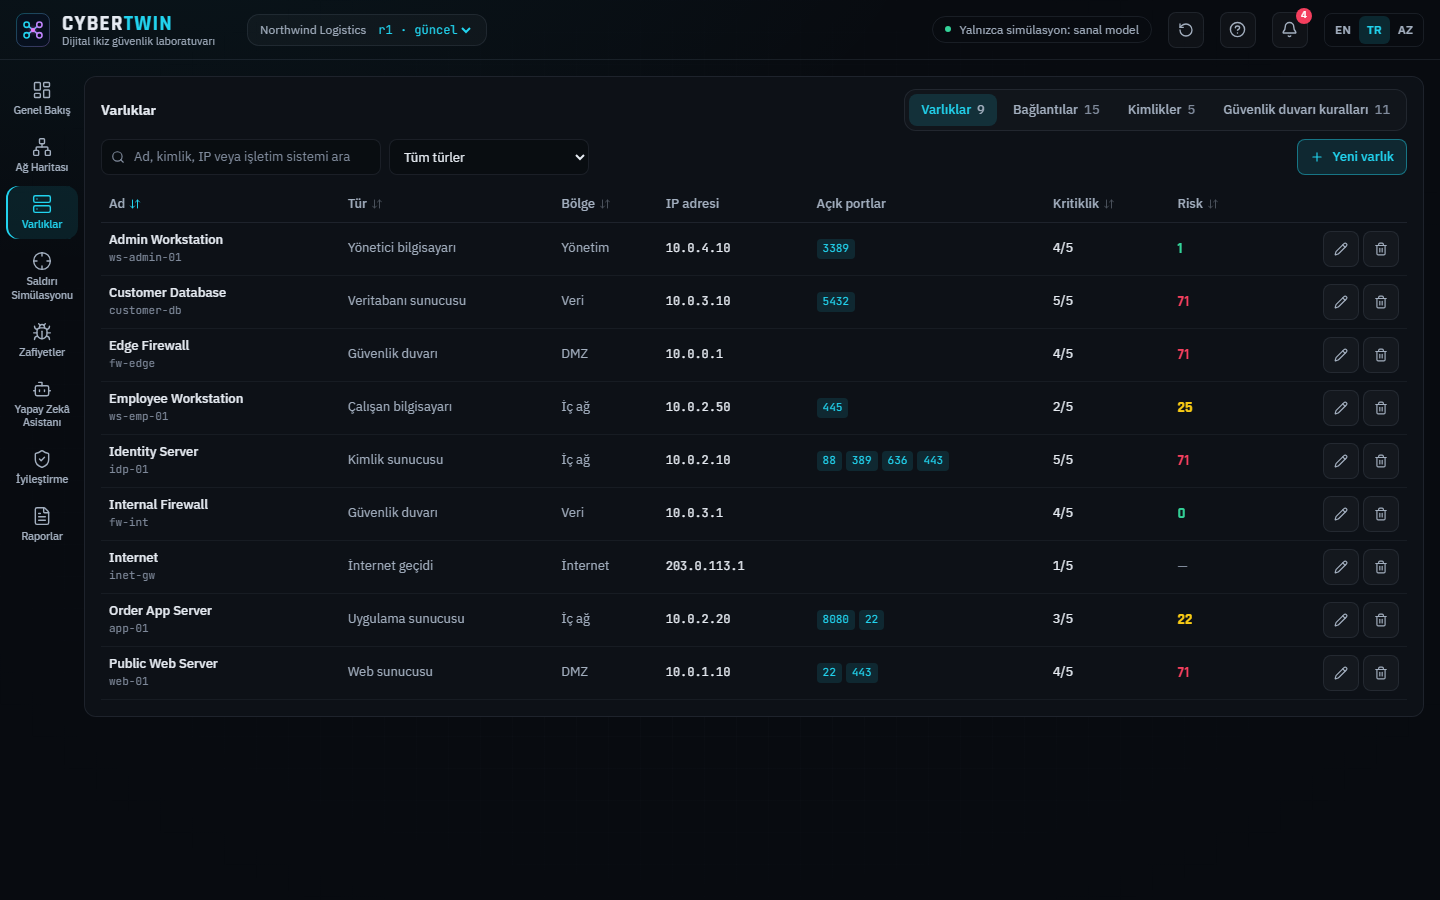 CYBERTWIN
Dijital ikiz güvenlik laboratuvarı
Northwind Logistics r1 · güncel
Yalnızca simülasyon: sanal model
4
EN TR AZ
Genel Bakış
Ağ Haritası
Varlıklar
Saldırı
Simülasyonu
Zafiyetler
Yapay Zekâ
Asistanı
İyileştirme
Raporlar
Varlıklar
Varlıklar 9 Bağlantılar 15 Kimlikler 5 Güvenlik duvarı kuralları 11
Ad, kimlik, IP veya işletim sistemi ara
Tüm türler
Yeni varlık
Ad Tür Bölge IP adresi Açık portlar Kritiklik Risk
Admin Workstation Yönetici bilgisayarı Yönetim 10.0.4.10 3389 4/5 1
ws-admin-01
Customer Database Veritabanı sunucusu Veri 10.0.3.10 5432 5/5 71
customer-db
Edge Firewall Güvenlik duvarı DMZ 10.0.0.1 4/5 71
fw-edge
Employee Workstation Çalışan bilgisayarı İç ağ 10.0.2.50 445 2/5 25
ws-emp-01
Identity Server Kimlik sunucusu İç ağ 10.0.2.10 88 389 636 443 5/5 71
idp-01
Internal Firewall Güvenlik duvarı Veri 10.0.3.1 4/5 0
fw-int
Internet İnternet geçidi İnternet 203.0.113.1 1/5 —
inet-gw
Order App Server Uygulama sunucusu İç ağ 10.0.2.20 8080 22 3/5 22
app-01
Public Web Server Web sunucusu DMZ 10.0.1.10 22 443 4/5 71
web-01